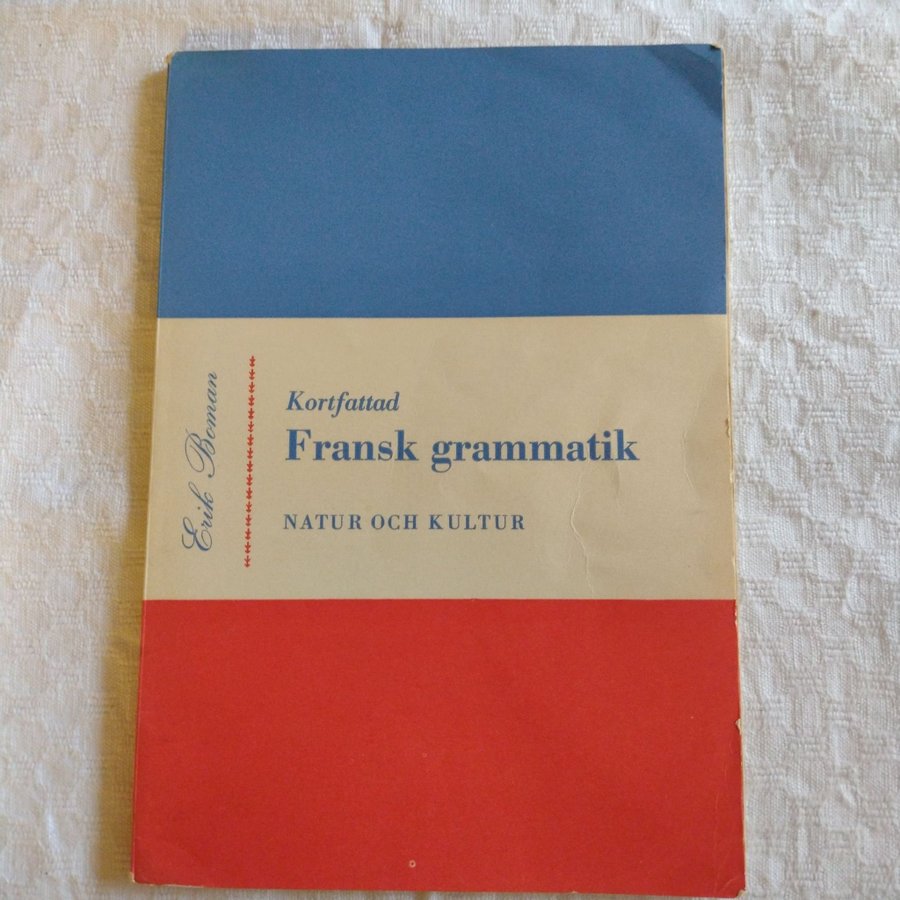 Erik Boman
Kortfattad
Fransk grammatik
NATUR OCH KULTUR